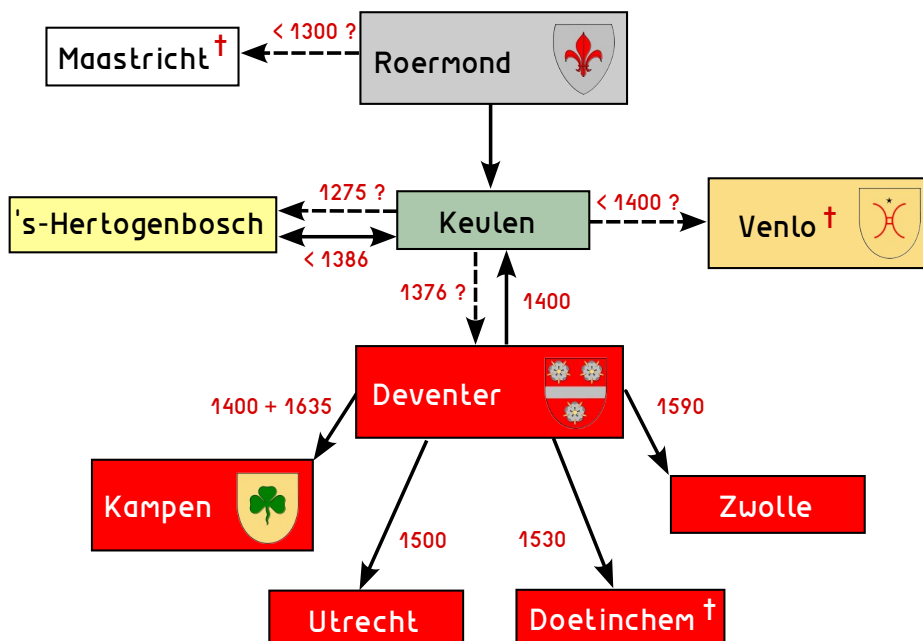 < 1300 ?
Maastricht †
Roermond
1275 ?
< 1400 ?
's-Hertogenbosch
Keulen
Venlo †
< 1386
1376 ?
1400
Deventer
1400 + 1635
1590
Kampen
Zwolle
1500
1530
Utrecht
Doetinchem †